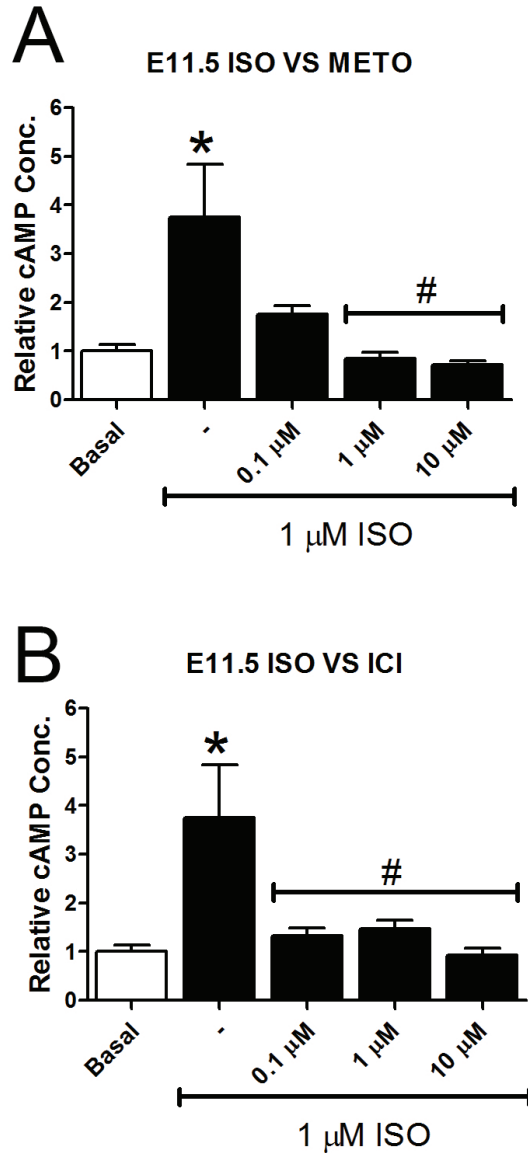 A
E11.5 ISO VS METO
Relative cAMP Conc.
6
5
4
3
2
1
0
*
#
Basal
-
0.1 μM
1 μM
10 μM
1 μM ISO
B
E11.5 ISO VS ICI
Relative cAMP Conc.
6
5
4
3
2
1
0
*
#
Basal
-
0.1 μM
1 μM
10 μM
1 μM ISO